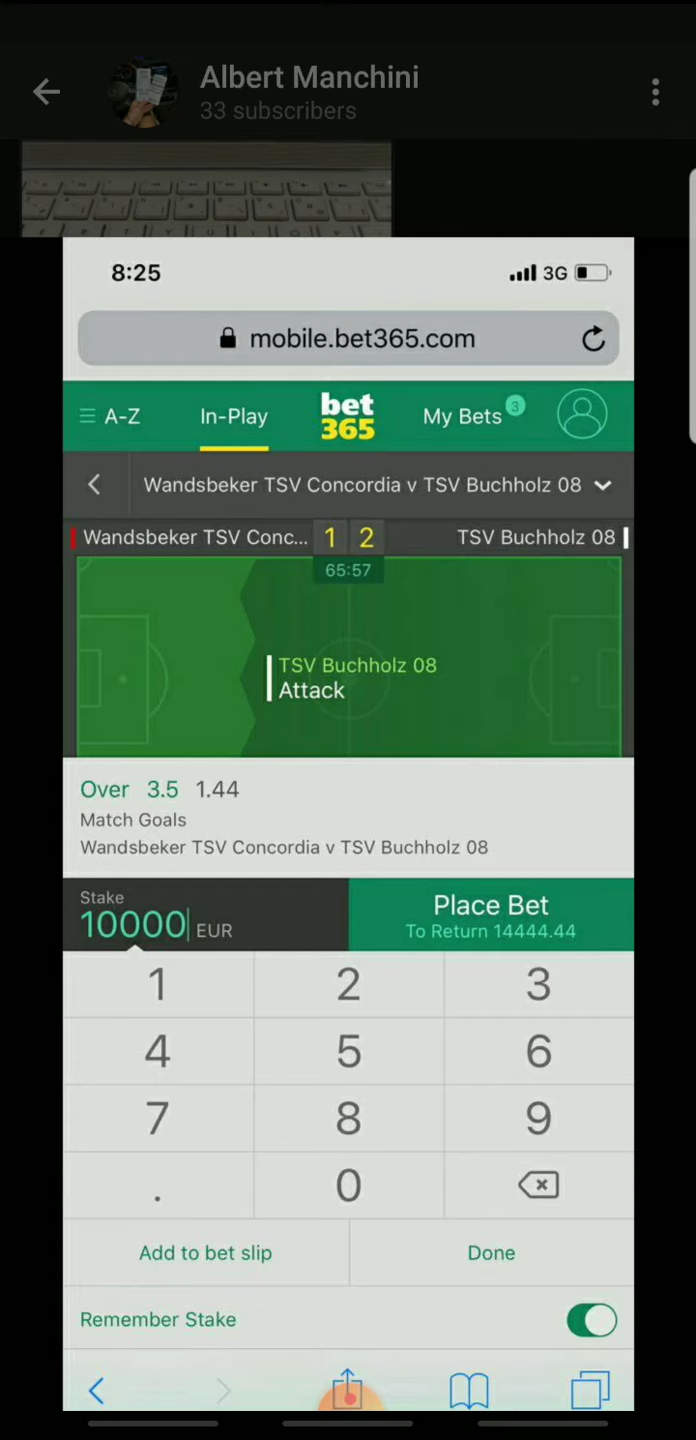 Albert Manchini
33 subscribers
8:25
3G
mobile.bet365.com
A-Z
In-Play
bet
365
My Bets
3
Wandsbeker TSV Concordia v TSV Buchholz 08
Wandsbeker TSV Conc... 1 2 TSV Buchholz 08
65:57
TSV Buchholz 08
Attack
Over 3.5 1.44
Match Goals
Wandsbeker TSV Concordia v TSV Buchholz 08
Stake
10000 EUR
Place Bet
To Return 14444.44
1 2 3
4 5 6
7 8 9
. 0
Add to bet slip
Done
Remember Stake